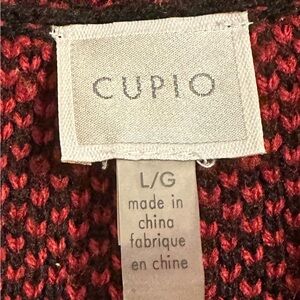 CUPIO
L/G
made in
china
fabrique
en chine